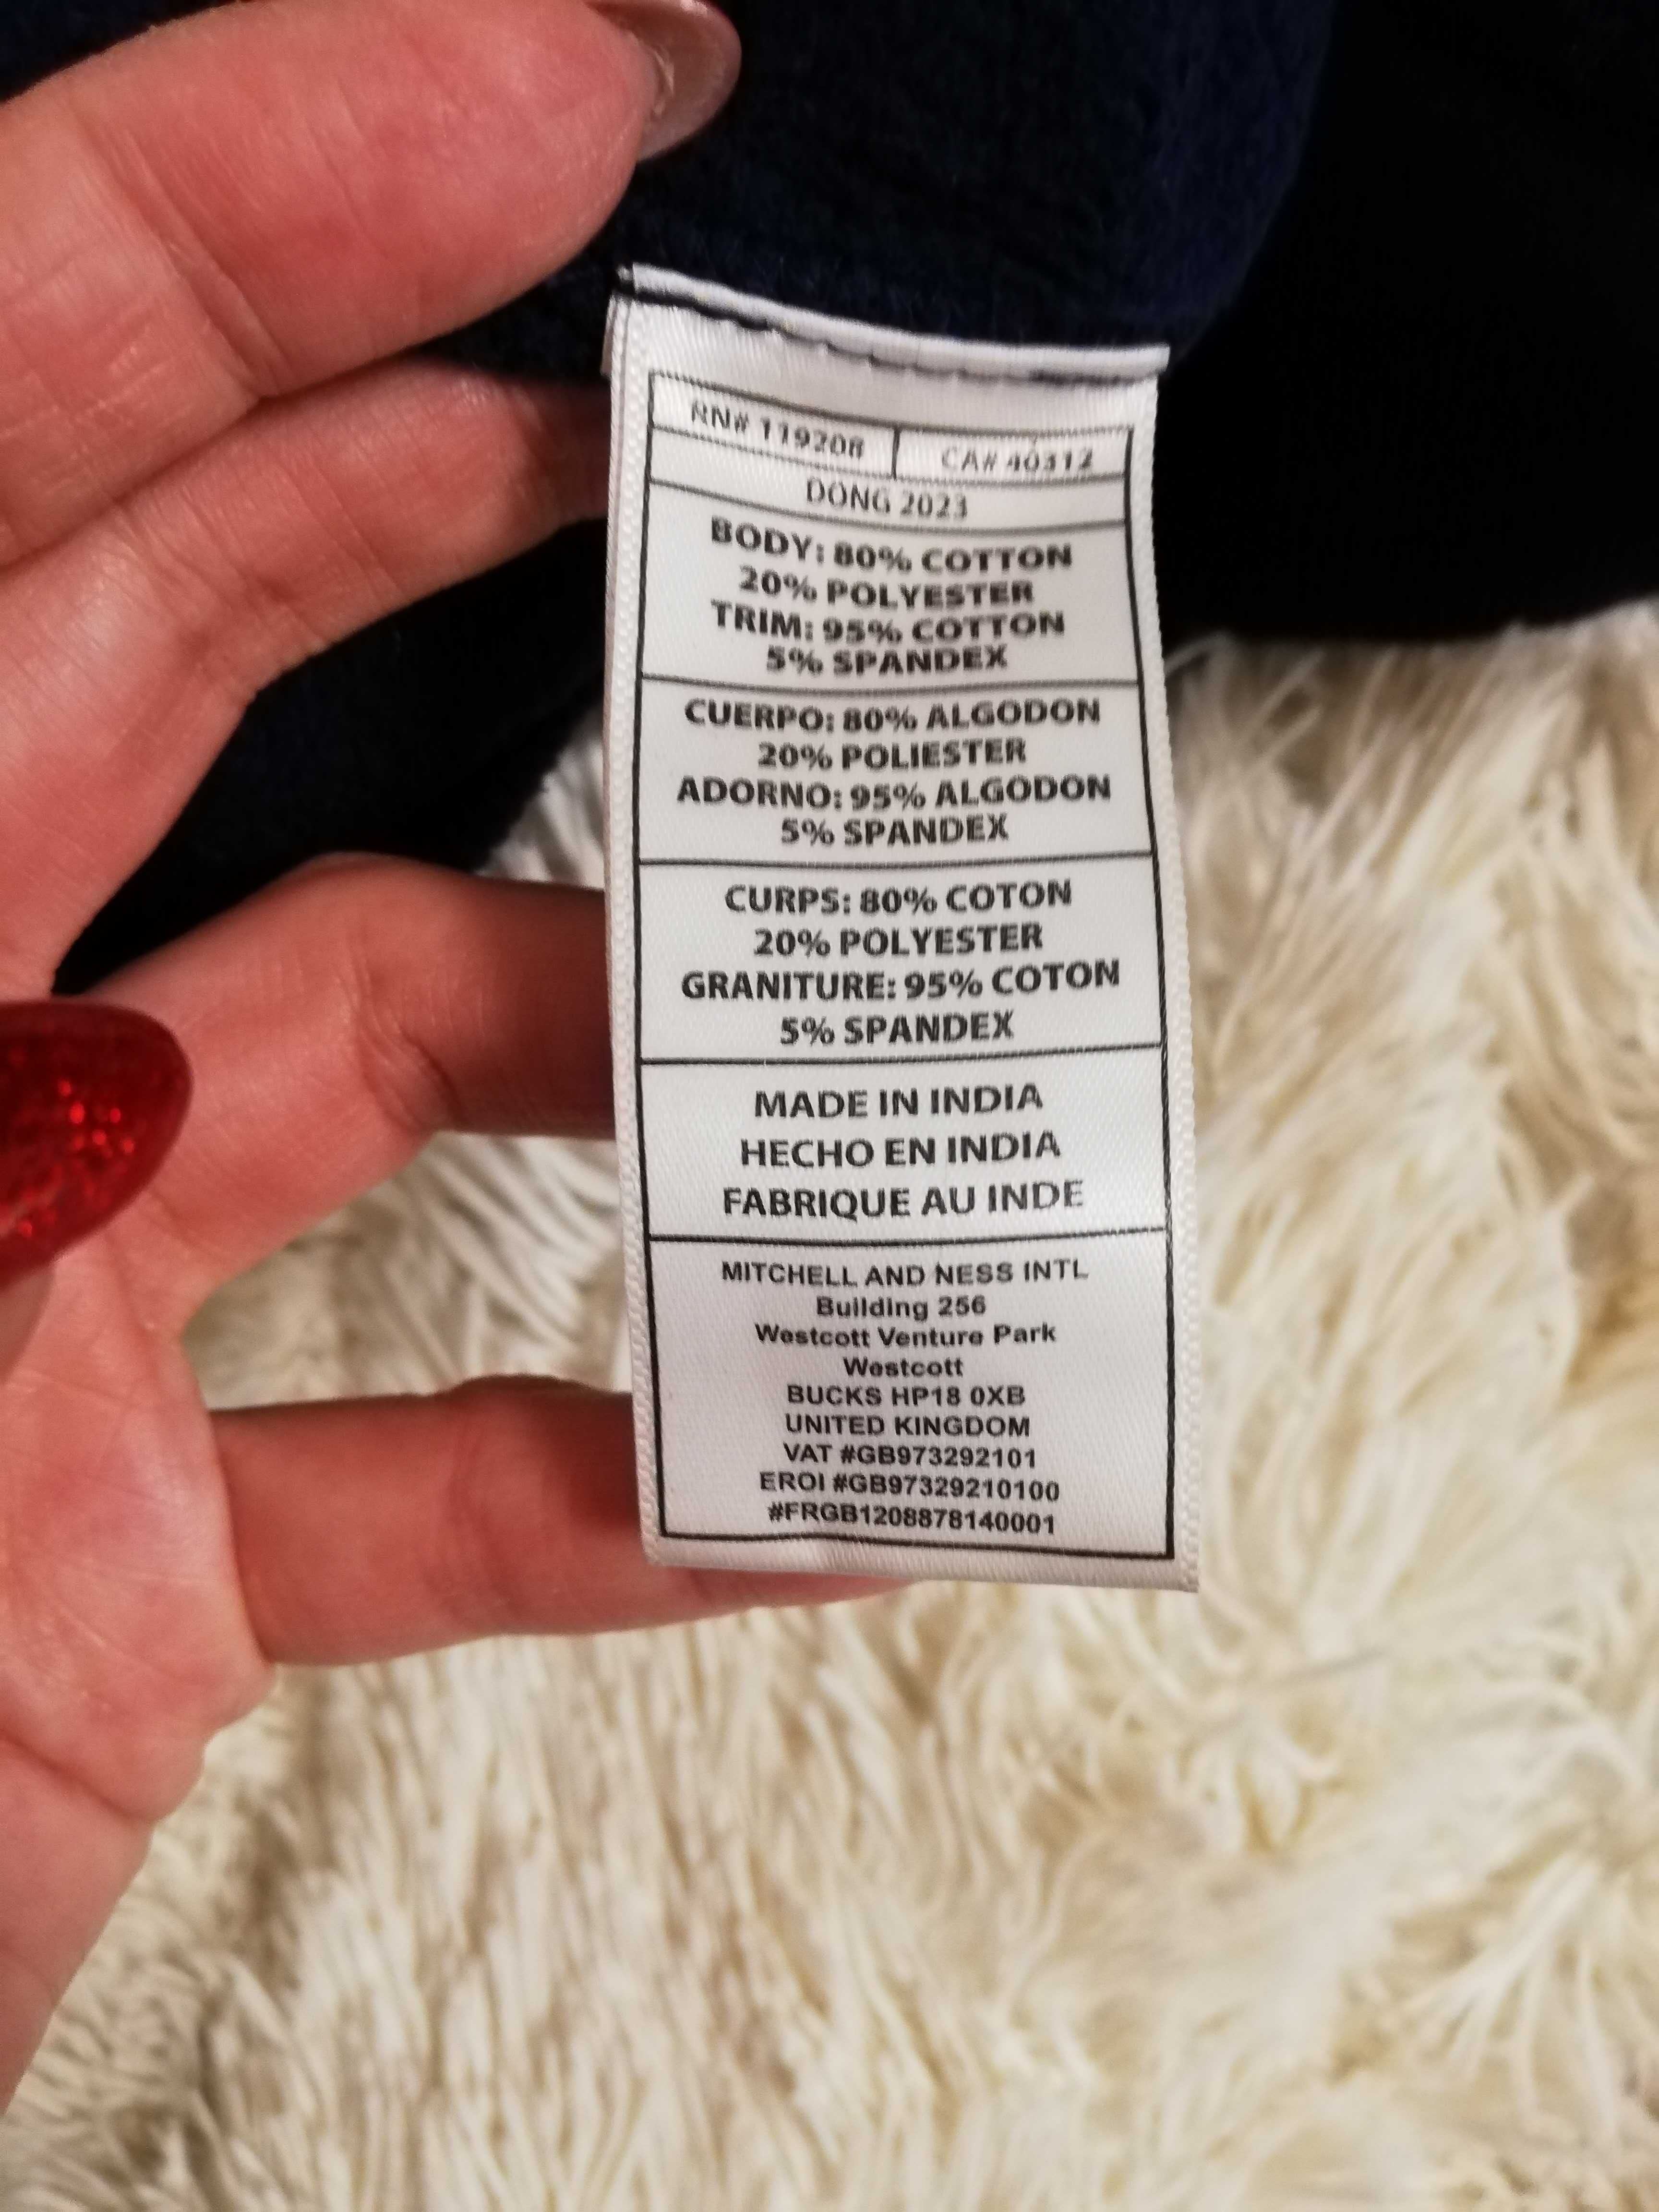 RN# 119208 CA# 40312
DONG 2023
BODY: 80% COTTON
20% POLYESTER
TRIM: 95% COTTON
5% SPANDEX
CUERPO: 80% ALGODON
20% POLIESTER
ADORNO: 95% ALGODON
5% SPANDEX
CURPS: 80% COTON
20% POLYESTER
GRANITURE: 95% COTON
5% SPANDEX
MADE IN INDIA
HECHO EN INDIA
FABRIQUE AU INDE
MITCHELL AND NESS INTL
Building 256
Westcott Venture Park
Westcott
BUCKS HP18 0XB
UNITED KINGDOM
VAT #GB973292101
EROI #GB97329210100
#FRGB1208878140001